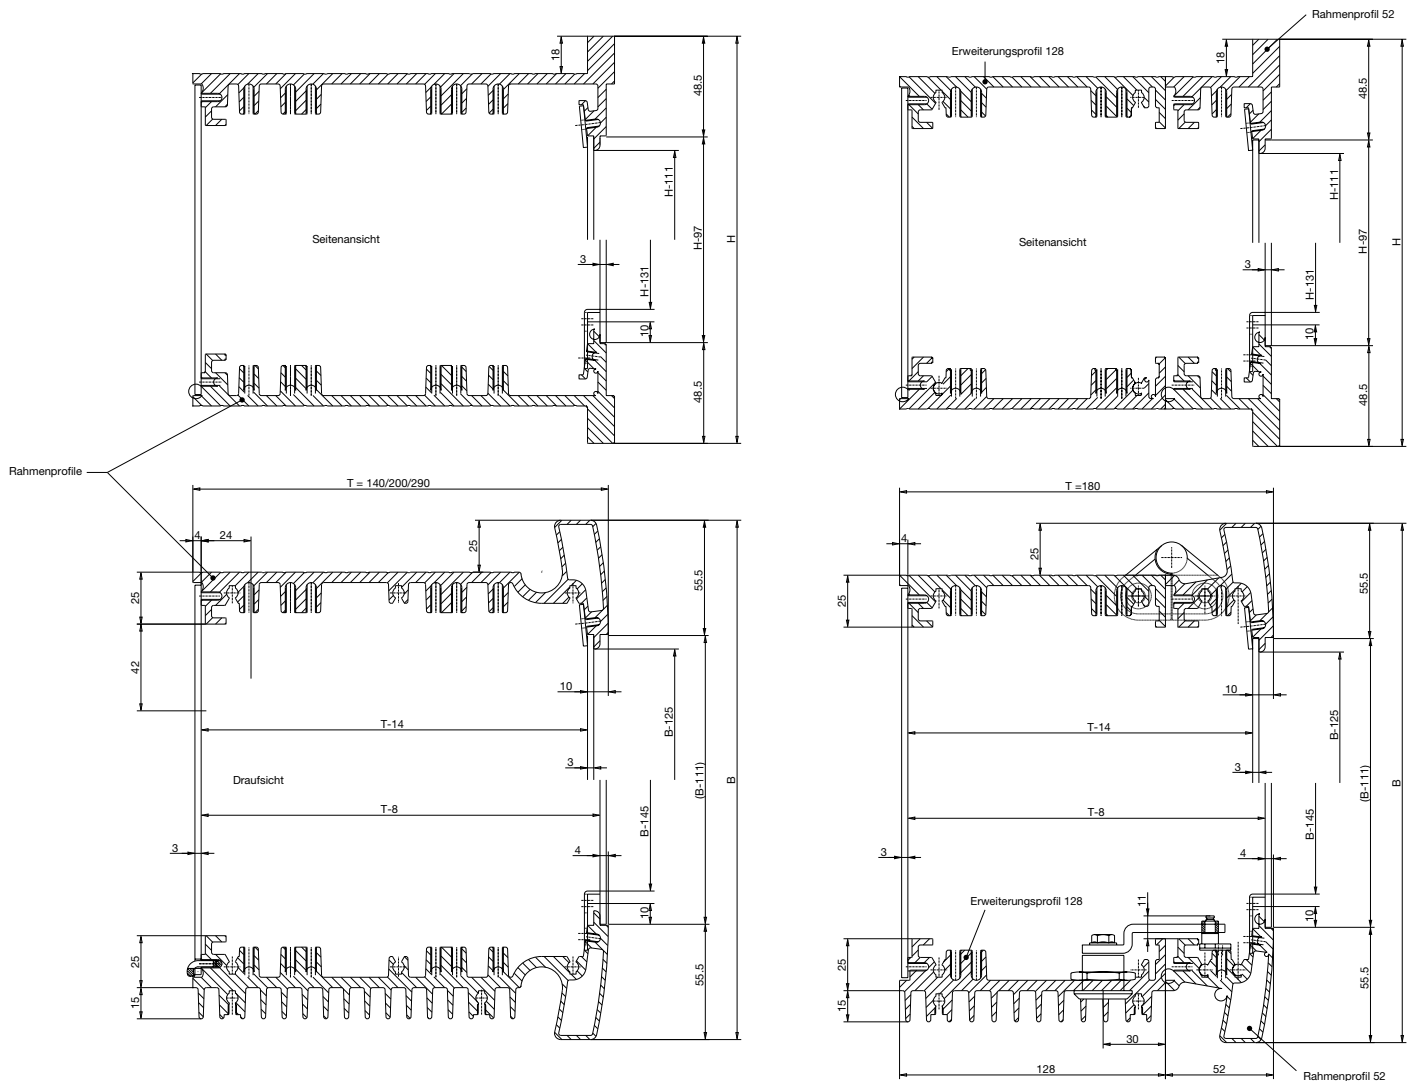 18
48.5
H-111
Seitenansicht
H-97
H
3
H-131
10
48.5
Rahmenprofile
Rahmenprofil 52
Erweiterungsprofil 128
18
48.5
H-111
Seitenansicht
H-97
H
3
H-131
10
48.5
T = 140/200/290
4
24
25
55.5
25
42
10
B-125
T-14
3
Draufsicht
(B-111)
B
T-8
B-145
3
4
10
25
15
55.5
T =180
4
25
55.5
25
10
B-125
T-14
3
(B-111)
B
T-8
B-145
3
4
Erweiterungsprofil 128
11
10
25
15
55.5
30
128
52
Rahmenprofil 52